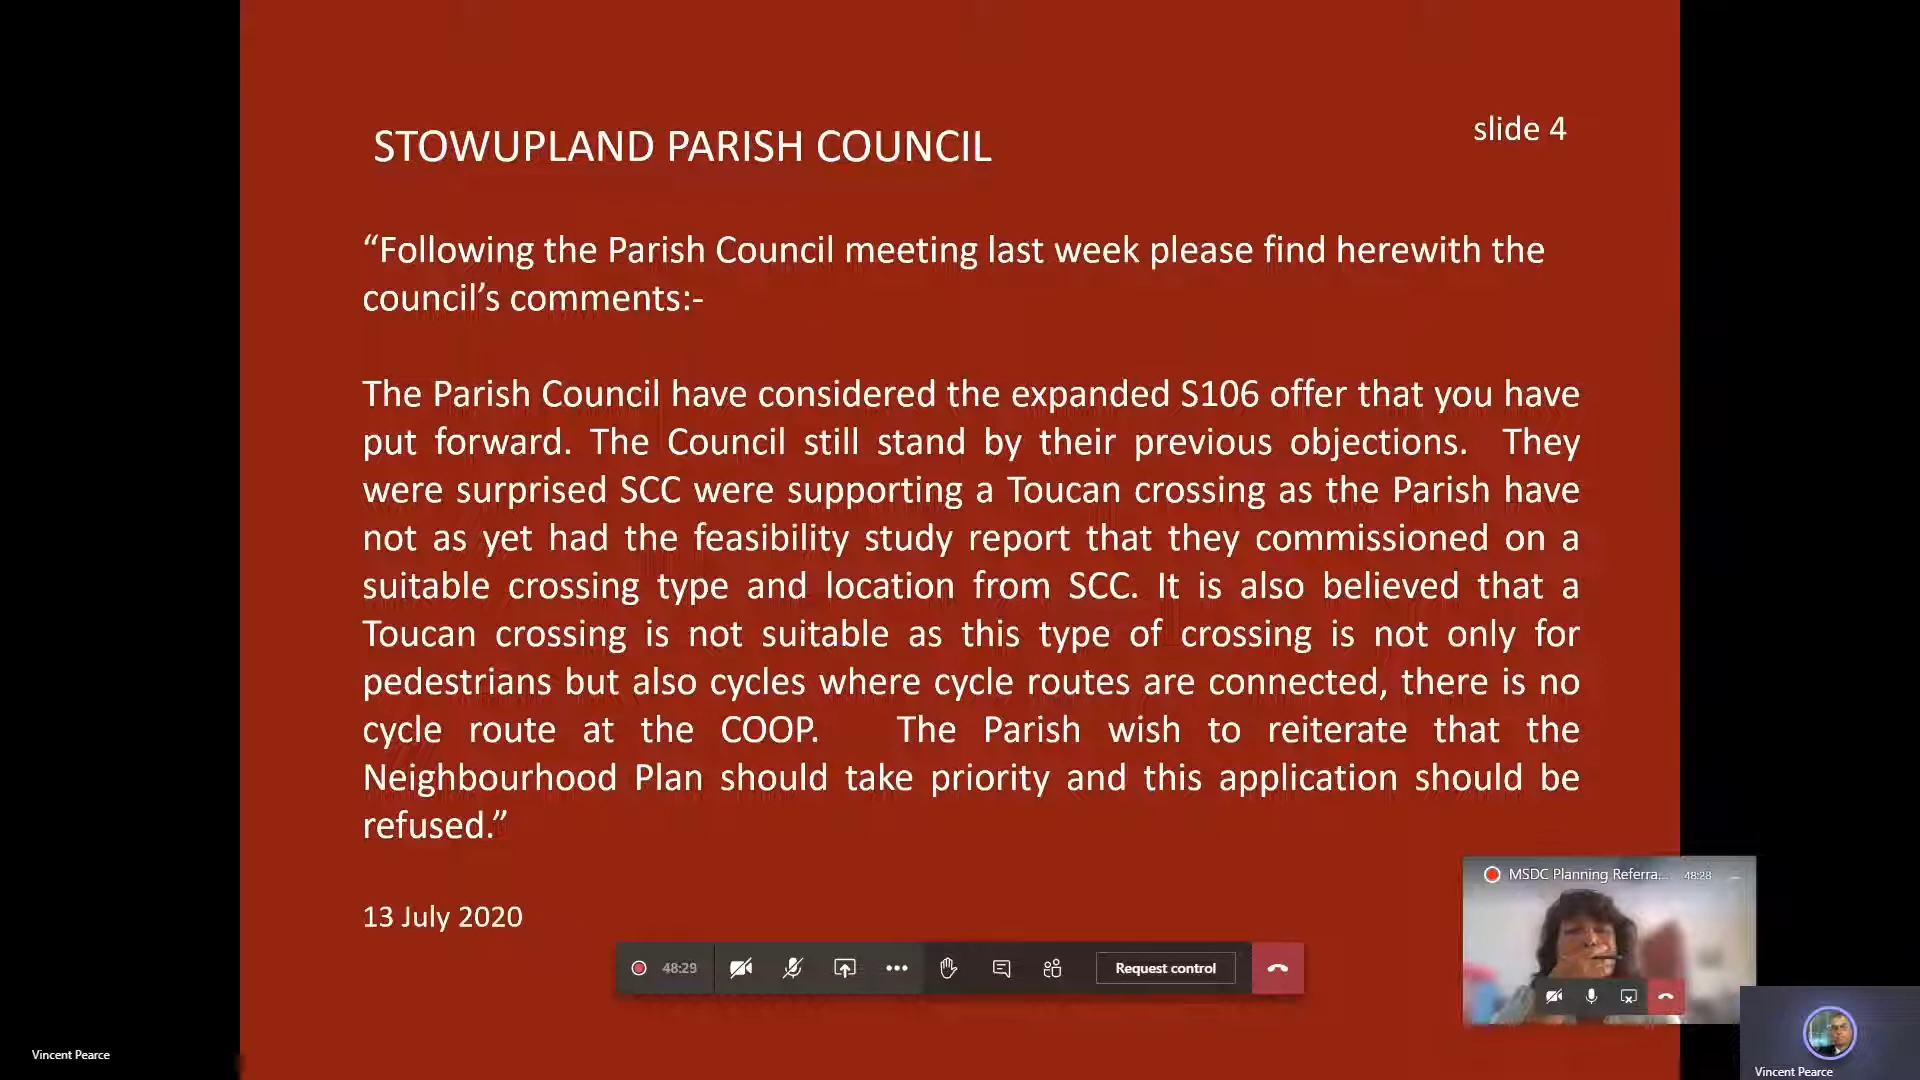 STOWUPLAND PARISH COUNCIL
slide 4
“Following the Parish Council meeting last week please find herewith the
council’s comments:-
The Parish Council have considered the expanded S106 offer that you have
put forward. The Council still stand by their previous objections. They
were surprised SCC were supporting a Toucan crossing as the Parish have
not as yet had the feasibility study report that they commissioned on a
suitable crossing type and location from SCC. It is also believed that a
Toucan crossing is not suitable as this type of crossing is not only for
pedestrians but also cycles where cycle routes are connected, there is no
cycle route at the COOP. The Parish wish to reiterate that the
Neighbourhood Plan should take priority and this application should be
refused.”
13 July 2020
MSDC Planning Referra... 48:28
48:29
Request control
Vincent Pearce
Vincent Pearce